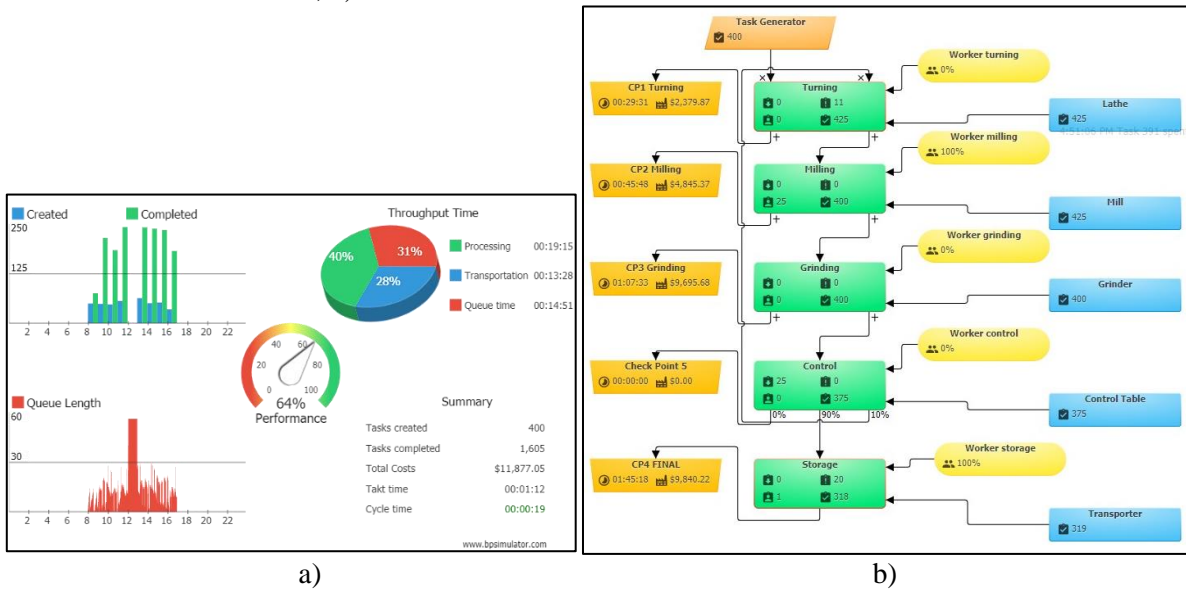 Created
Completed
250
125
2 4 6 8 10 12 14 16 18 20 22
Throughput Time
40%
31%
28%
Processing 00:19:15
Transportation 00:13:28
Queue time 00:14:51
0 20 40 60 80 100
64%
Performance
Queue Length
60
30
2 4 6 8 10 12 14 16 18 20 22
Summary
Tasks created 400
Tasks completed 1,605
Total Costs $11,877.05
Takt time 00:01:12
Cycle time 00:00:19
www.bpsimulator.com
a)
Task Generator
400
Worker turning
0%
CP1 Turning
00:29:31 $2,379.87
× ×
Turning
0 11
0 425
+ +
Lathe
425
4:51:06 PM Task 391 spen
Worker milling
100%
CP2 Milling
00:45:48 $4,845.37
Milling
0 0
25 400
+ +
Mill
425
Worker grinding
0%
CP3 Grinding
01:07:33 $9,695.68
Grinding
0 0
0 400
+ +
Grinder
400
Worker control
0%
Check Point 5
00:00:00 $0.00
Control
25 0
0 375
0% 90% 10%
Control Table
375
Worker storage
100%
CP4 FINAL
01:45:18 $9,840.22
Storage
0 20
1 318
Transporter
319
b)